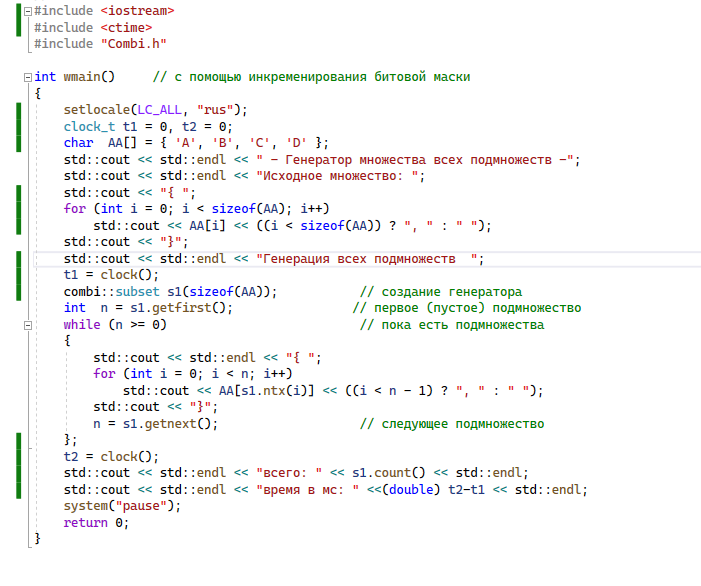 #include <iostream>
#include <ctime>
#include "Combi.h"
int wmain()     // с помощью инкременирования битовой маски
{
    setlocale(LC_ALL, "rus");
    clock_t t1 = 0, t2 = 0;
    char  AA[] = { 'A', 'B', 'C', 'D' };
    std::cout << std::endl << " - Генератор множества всех подмножеств -";
    std::cout << std::endl << "Исходное множество: ";
    std::cout << "{ ";
    for (int i = 0; i < sizeof(AA); i++)
        std::cout << AA[i] << ((i < sizeof(AA)) ? ", " : " ");
    std::cout << "}";
    std::cout << std::endl << "Генерация всех подмножеств  ";
    t1 = clock();
    combi::subset s1(sizeof(AA));           // создание генератора
    int  n = s1.getfirst();                // первое (пустое) подмножество
    while (n >= 0)                          // пока есть подмножества
    {
        std::cout << std::endl << "{ ";
        for (int i = 0; i < n; i++)
            std::cout << AA[s1.ntx(i)] << ((i < n - 1) ? ", " : " ");
        std::cout << "}";
        n = s1.getnext();                   // следующее подмножество
    };
    t2 = clock();
    std::cout << std::endl << "всего: " << s1.count() << std::endl;
    std::cout << std::endl << "время в мс: " <<(double) t2-t1 << std::endl;
    system("pause");
    return 0;
}